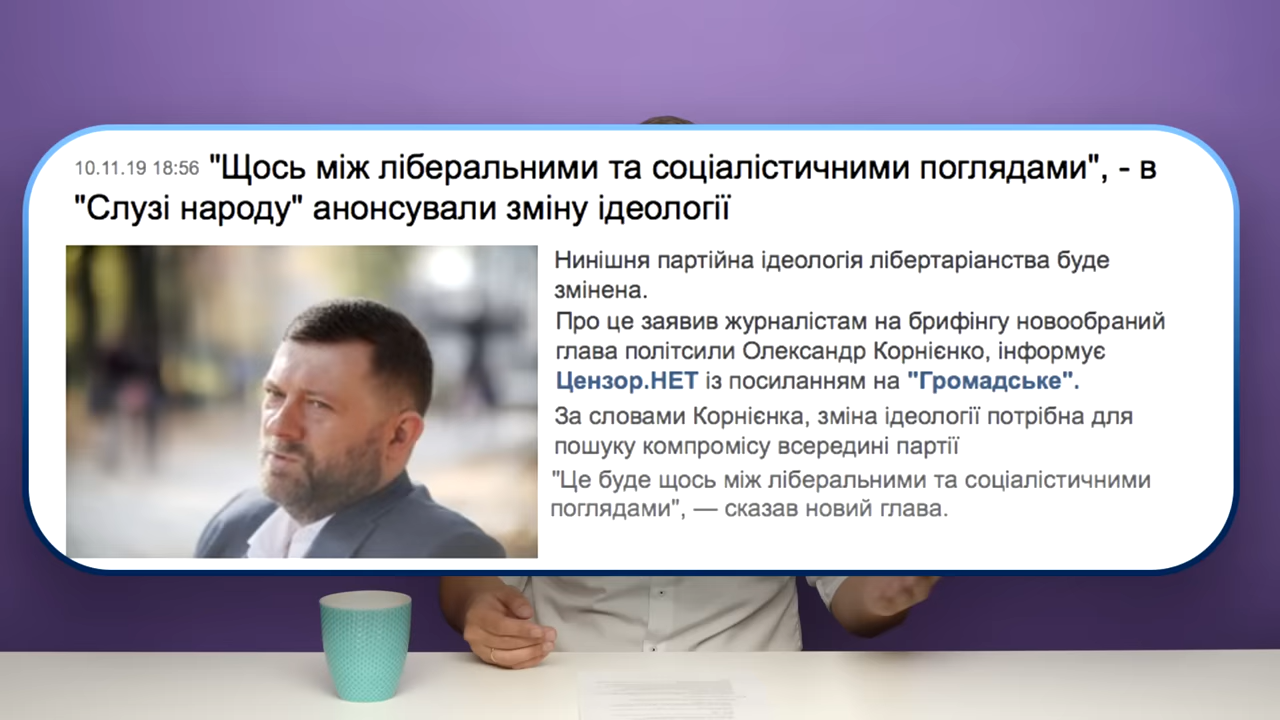 10.11.19 18:56 "Щось між ліберальними та соціалістичними поглядами", - в
"Слузі народу" анонсували зміну ідеології
Нинішня партійна ідеологія лібертаріанства буде
змінена.
Про це заявив журналістам на брифінгу новообраний
глава політсили Олександр Корнієнко, інформує
Цензор.НЕТ із посиланням на "Громадське".
За словами Корнієнка, зміна ідеології потрібна для
пошуку компромісу всередині партії
"Це буде щось між ліберальними та соціалістичними
поглядами", — сказав новий глава.